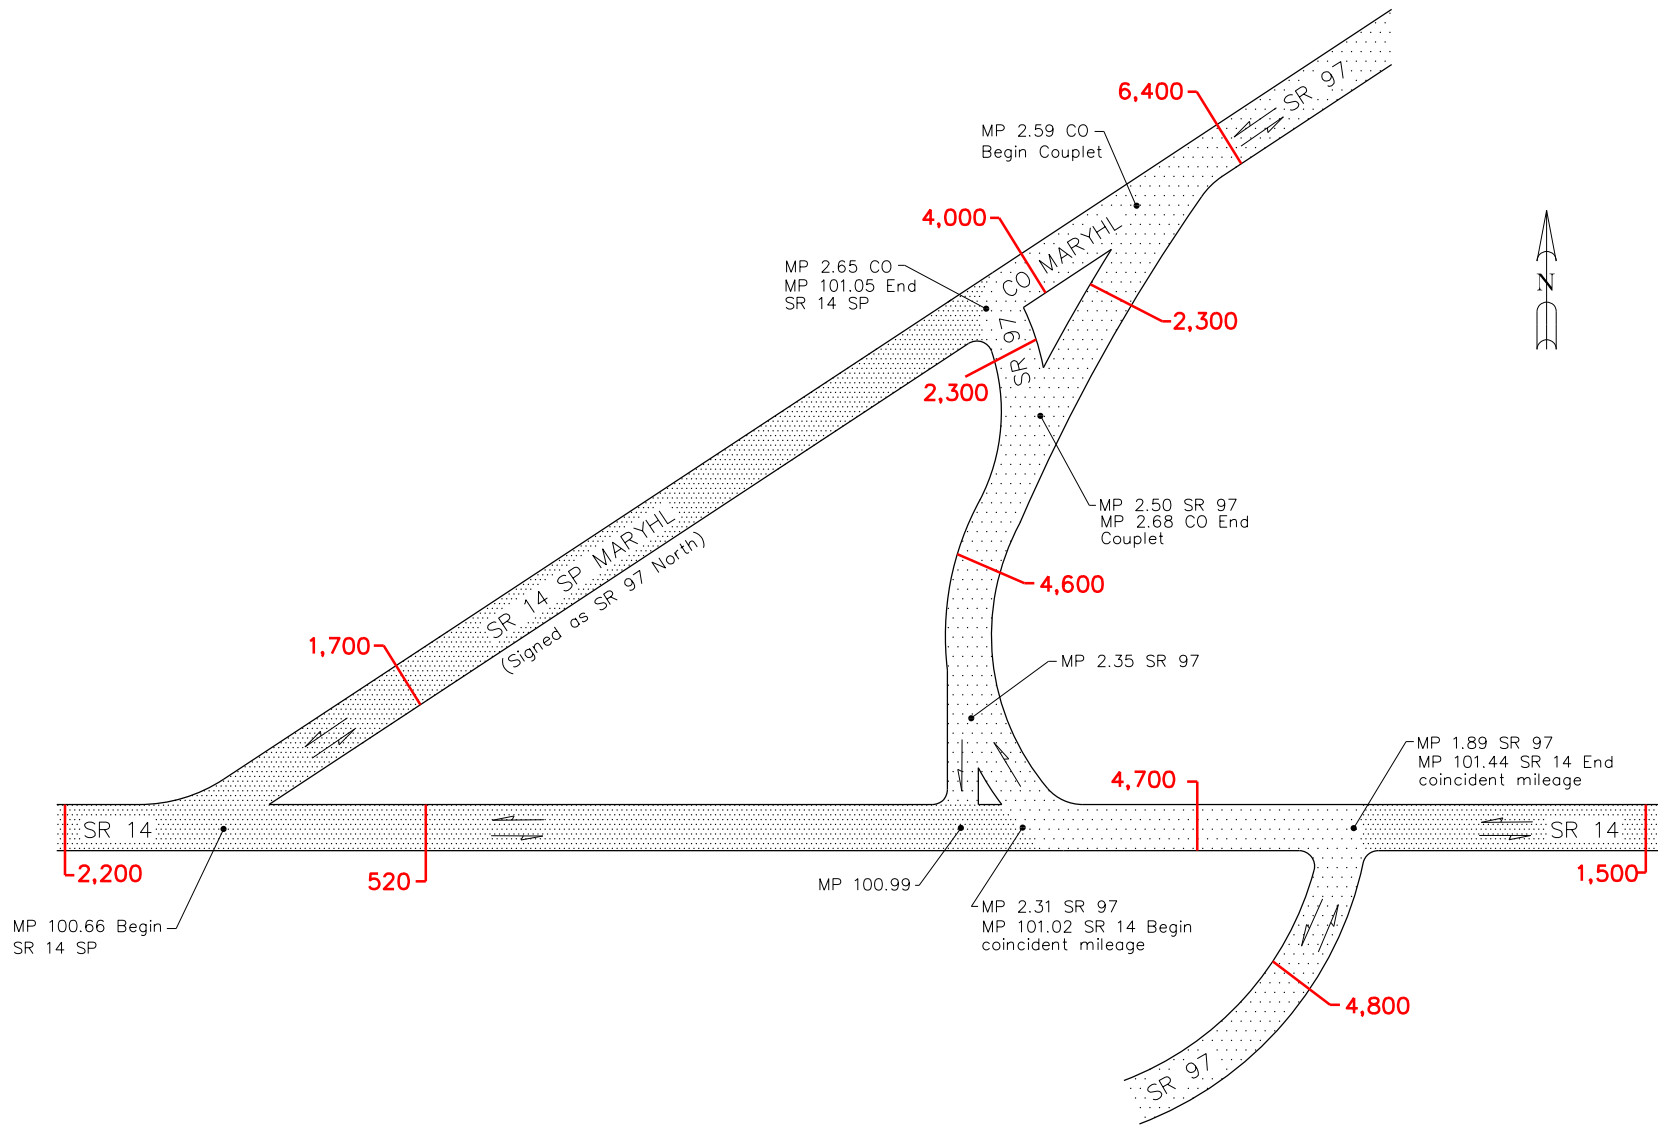 SR 97
6,400
MP 2.59 CO
Begin Couplet
4,000
CO MARYHL
MP 2.65 CO
MP 101.05 End
SR 14 SP
N
2,300
SR 97
2,300
MP 2.50 SR 97
MP 2.68 CO End
Couplet
SR 14 SP MARYHL
(Signed as SR 97 North)
4,600
1,700
MP 2.35 SR 97
MP 1.89 SR 97
MP 101.44 SR 14 End
coincident mileage
4,700
SR 14
SR 14
2,200
520
MP 100.99
1,500
MP 2.31 SR 97
MP 101.02 SR 14 Begin
coincident mileage
MP 100.66 Begin
SR 14 SP
4,800
SR 97